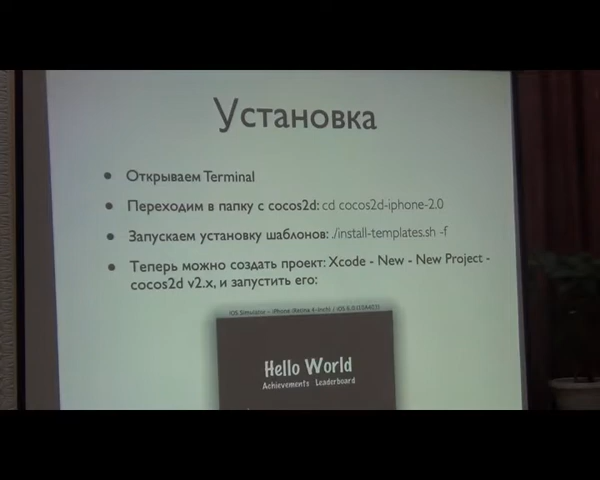 Установка
Открываем Terminal
Переходим в папку с cocos2d: cd cocos2d-iphone-2.0
Запускаем установку шаблонов: ./install-templates.sh -f
Теперь можно создать проект: Xcode - New - New Project -
cocos2d v2.x, и запустить его:
iOS Simulator - iPhone (Retina 4-inch) / iOS 6.0 (10A403)
Hello World
Achievements Leaderboard